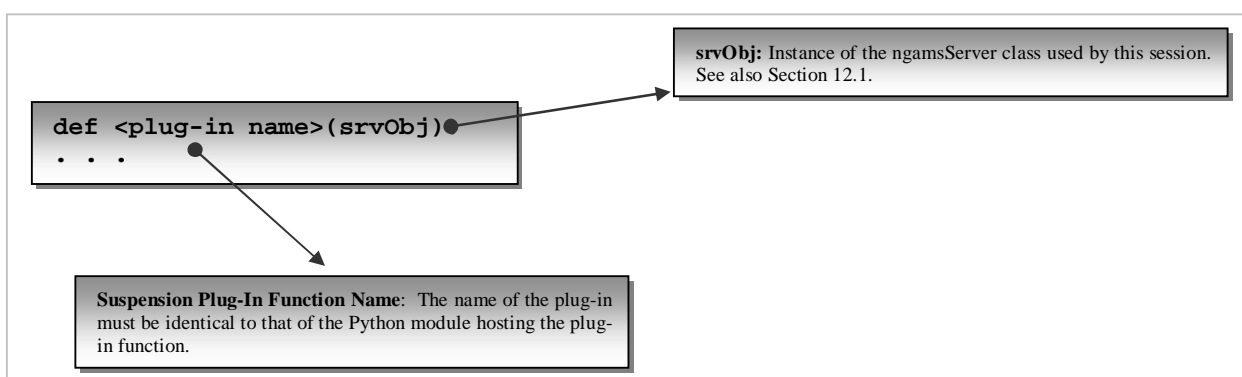 srvObj: Instance of the ngamsServer class used by this session.
See also Section 12.1.
def <plug-in name>(srvObj)
. . .
Suspension Plug-In Function Name: The name of the plug-in
must be identical to that of the Python module hosting the plug-
in function.